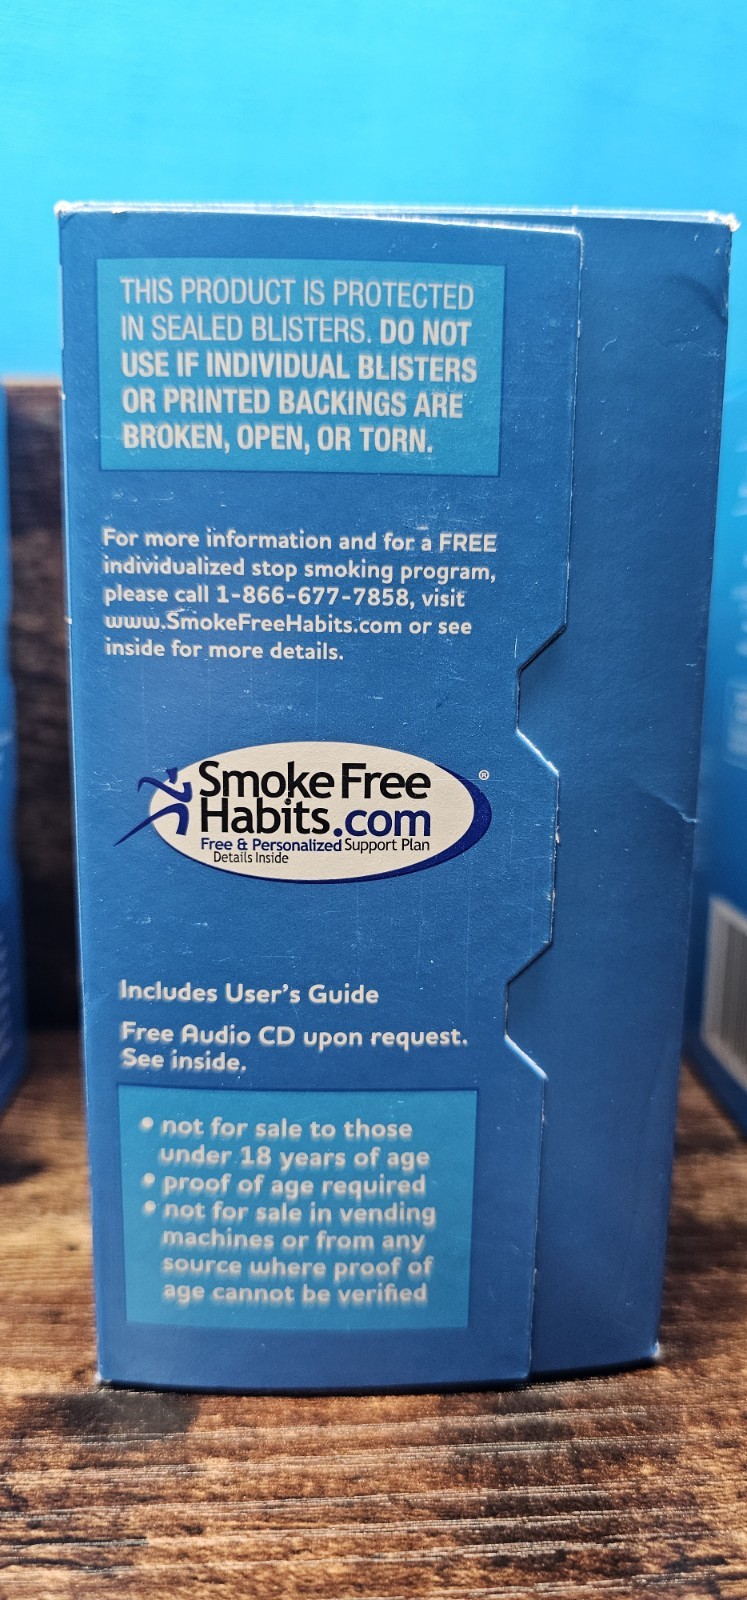 THIS PRODUCT IS PROTECTED
IN SEALED BLISTERS. DO NOT
USE IF INDIVIDUAL BLISTERS
OR PRINTED BACKINGS ARE
BROKEN, OPEN, OR TORN.
For more information and for a FREE
individualized stop smoking program,
please call 1-866-677-7858, visit
www.SmokeFreeHabits.com or see
inside for more details.
Smoke Free
Habits.com
®
Free & Personalized Support Plan
Details Inside
Includes User's Guide
Free Audio CD upon request.
See inside.
• not for sale to those
under 18 years of age
• proof of age required
• not for sale in vending
machines or from any
source where proof of
age cannot be verified